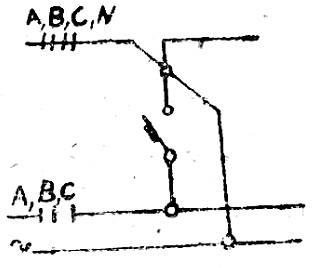 A, B, C, N
A, B, C
~